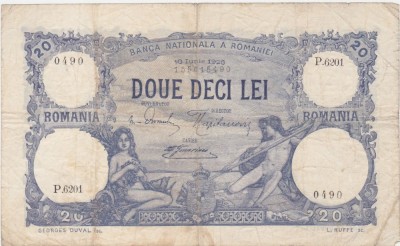 20
BANCA NATIONALA A ROMANIEI
20
0490
P.6201
DOUE DECI LEI
ROMANIA
ROMANIA
P.6201
0490
20
20
GEORGES DUVAL
L. RUFFE